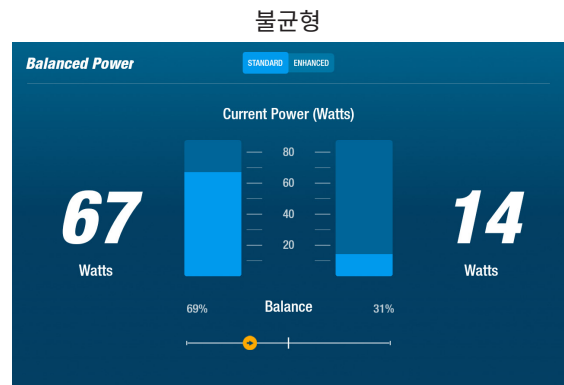 불균형
Balanced Power
STANDARD ENHANCED
Current Power (Watts)
80
60
40
20
67
Watts
14
Watts
69% Balance 31%